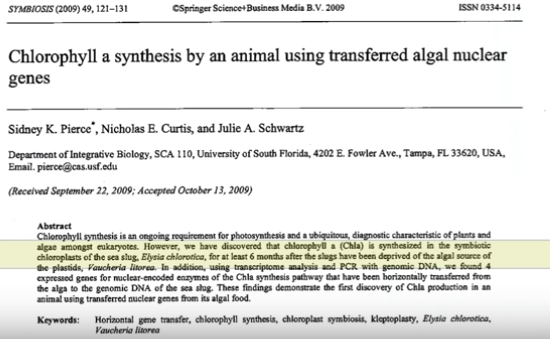 SYMBIOSIS (2009) 49, 121–131 ©Springer Science+Business Media B.V. 2009 ISSN 0334-5114
Chlorophyll a synthesis by an animal using transferred algal nuclear
genes
Sidney K. Pierce*, Nicholas E. Curtis, and Julie A. Schwartz
Department of Integrative Biology, SCA 110, University of South Florida, 4202 E. Fowler Ave., Tampa, FL 33620, USA,
Email. pierce@cas.usf.edu
(Received September 22, 2009; Accepted October 13, 2009)
Abstract
Chlorophyll synthesis is an ongoing requirement for photosynthesis and a ubiquitous, diagnostic characteristic of plants and
algae amongst eukaryotes. However, we have discovered that chlorophyll a (Chla) is synthesized in the symbiotic
chloroplasts of the sea slug, Elysia chlorotica, for at least 6 months after the slugs have been deprived of the algal source of
the plastids, Vaucheria litorea. In addition, using transcriptome analysis and PCR with genomic DNA, we found 4
expressed genes for nuclear-encoded enzymes of the Chla synthesis pathway that have been horizontally transferred from
the alga to the genomic DNA of the sea slug. These findings demonstrate the first discovery of Chla production in an
animal using transferred nuclear genes from its algal food.
Keywords: Horizontal gene transfer, chlorophyll synthesis, chloroplast symbiosis, kleptoplasty, Elysia chlorotica,
Vaucheria litorea